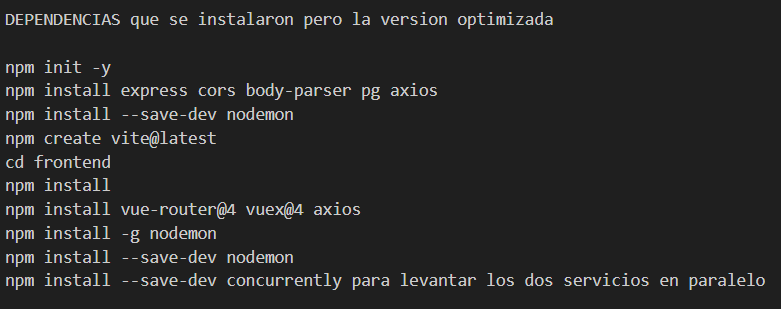 DEPENDENCIAS que se instalaron pero la version optimizada
npm init -y
npm install express cors body-parser pg axios
npm install --save-dev nodemon
npm create vite@latest
cd frontend
npm install
npm install vue-router@4 vuex@4 axios
npm install -g nodemon
npm install --save-dev nodemon
npm install --save-dev concurrently para levantar los dos servicios en paralelo